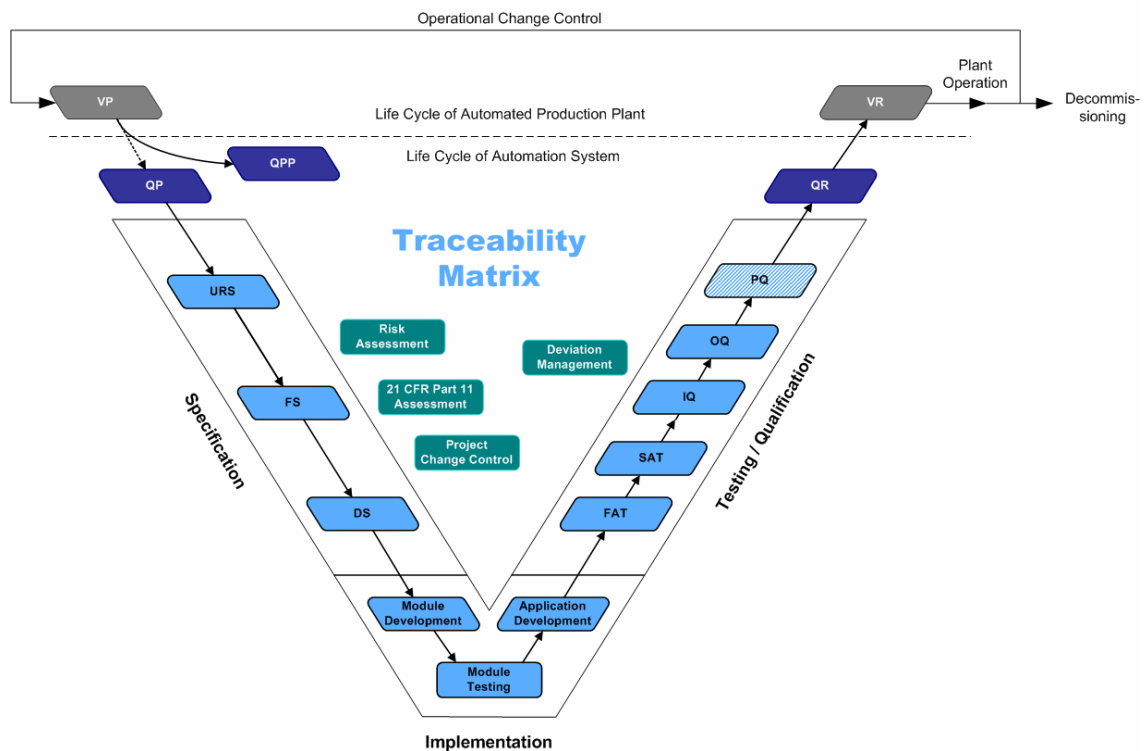 Operational Change Control
VP
VR
Plant
Operation
Decommis-
sioning
Life Cycle of Automated Production Plant
Life Cycle of Automation System
QPP
QP
QR
Traceability
Matrix
URS
PQ
Risk
Assessment
Deviation
Management
OQ
21 CFR Part 11
Assessment
FS
IQ
Project
Change Control
SAT
Specification
Testing / Qualification
DS
FAT
Module
Development
Application
Development
Module
Testing
Implementation